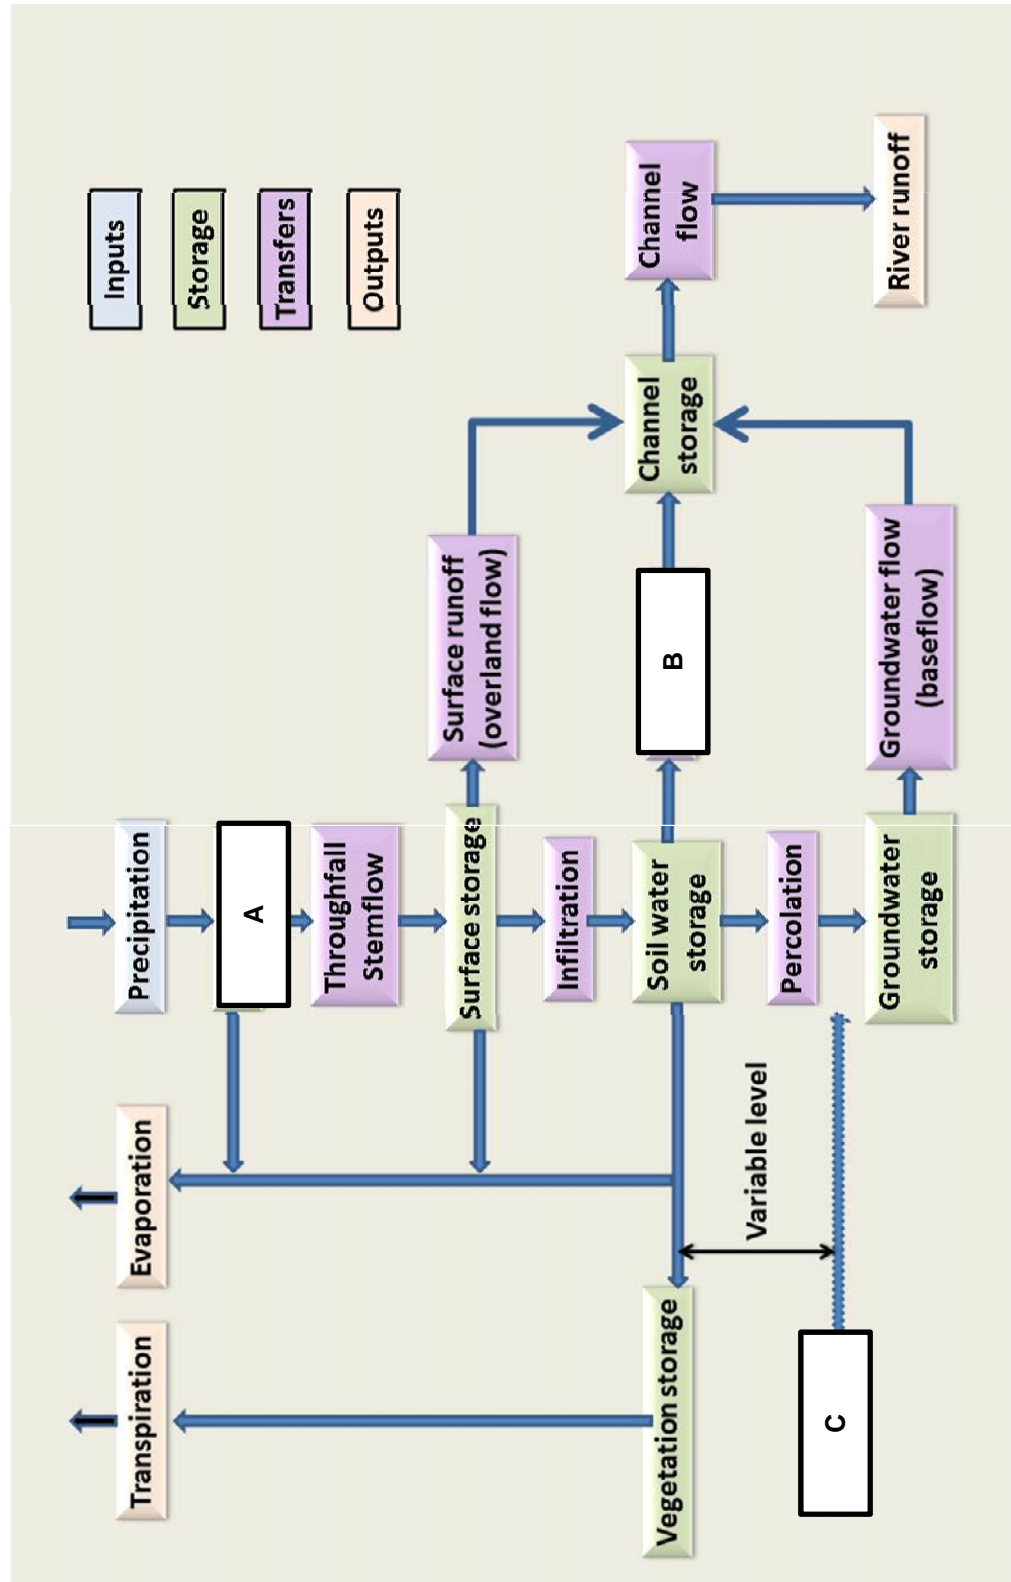 Inputs
Storage
Transfers
Outputs
Transpiration
Evaporation
Precipitation
A
Throughfall
Stemflow
Surface storage
Surface runoff
(overland flow)
Infiltration
Vegetation storage
Soil water
storage
B
Channel
storage
Channel
flow
Variable level
Percolation
C
Groundwater
storage
Groundwater flow
(baseflow)
River runoff